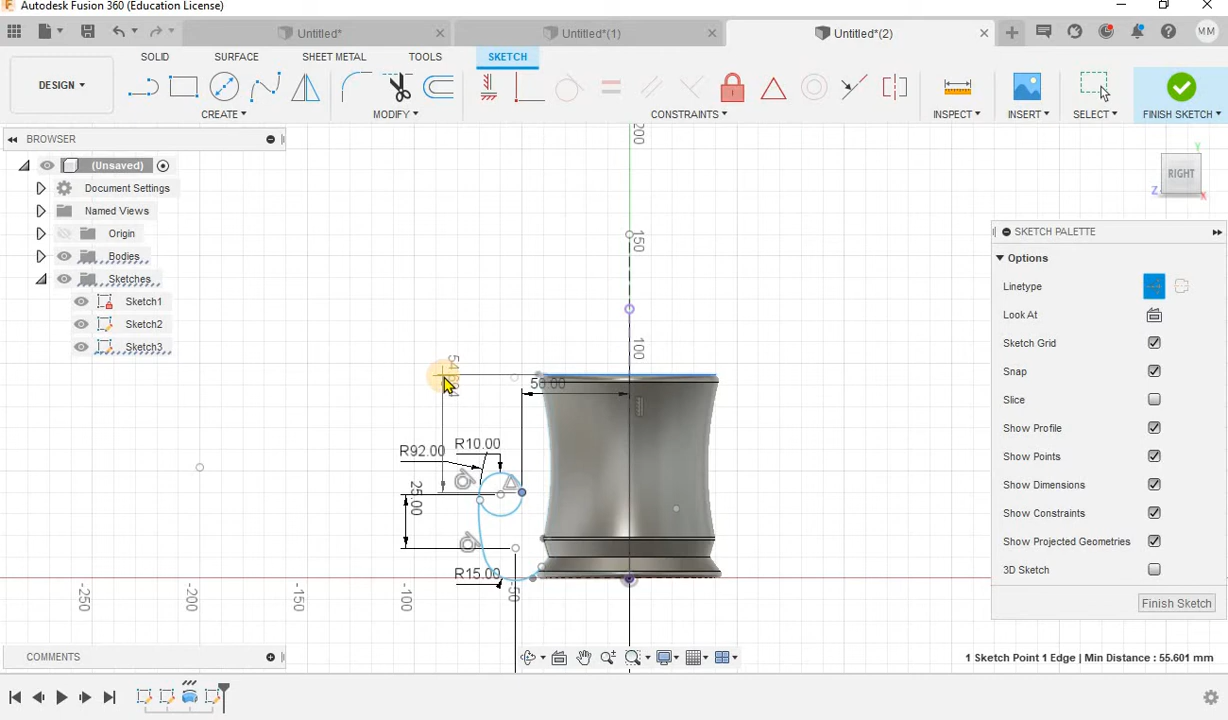 Autodesk Fusion 360 (Education License)
Untitled* Untitled*(1) Untitled*(2) MM
DESIGN SOLID SURFACE SHEET METAL TOOLS SKETCH
CREATE MODIFY CONSTRAINTS INSPECT INSERT SELECT FINISH SKETCH
BROWSER
(Unsaved)
Document Settings
Named Views
Origin
Bodies
Sketches
Sketch1
Sketch2
Sketch3
200
150
100
RIGHT
Y
Z
X
50.00
R92.00
R10.00
25.00
R15.00
-250
-200
-150
-100
-50
SKETCH PALETTE
Options
Linetype
Look At
Sketch Grid
Snap
Slice
Show Profile
Show Points
Show Dimensions
Show Constraints
Show Projected Geometries
3D Sketch
Finish Sketch
COMMENTS
1 Sketch Point 1 Edge | Min Distance : 55.601 mm